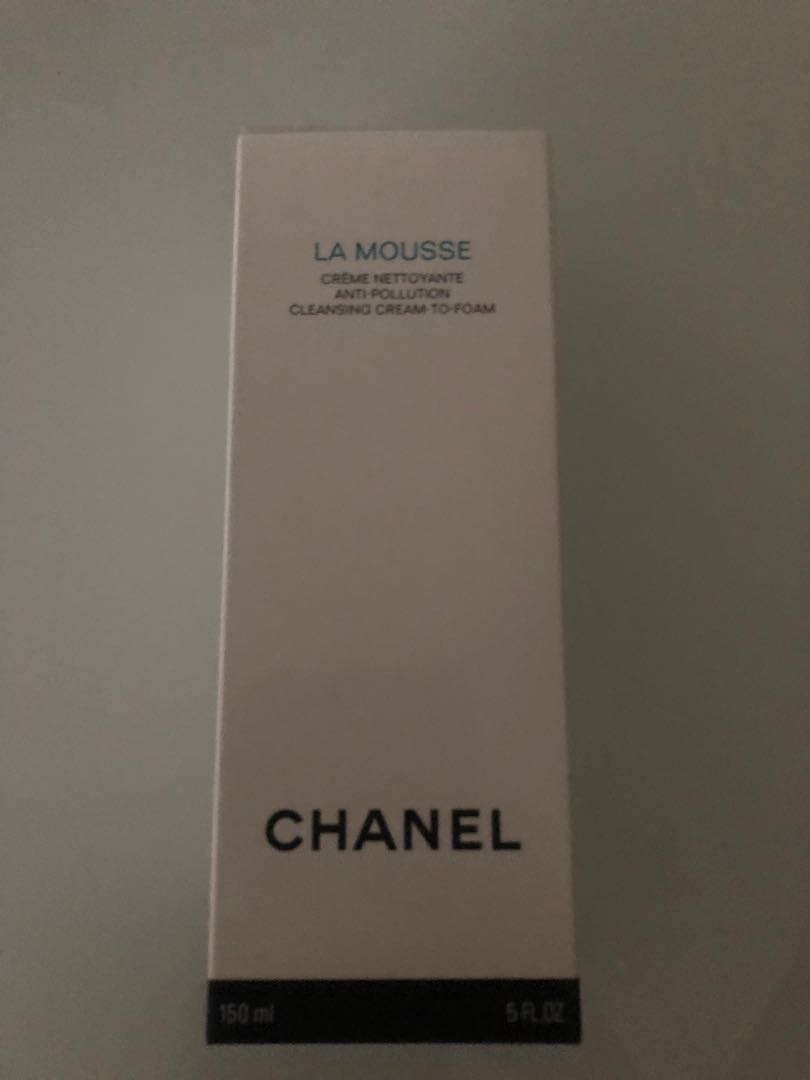 LA MOUSSE
CRÈME NETTOYANTE
ANTI-POLLUTION
CLEANSING CREAM-TO-FOAM
CHANEL
150 ml 5 FL.OZ